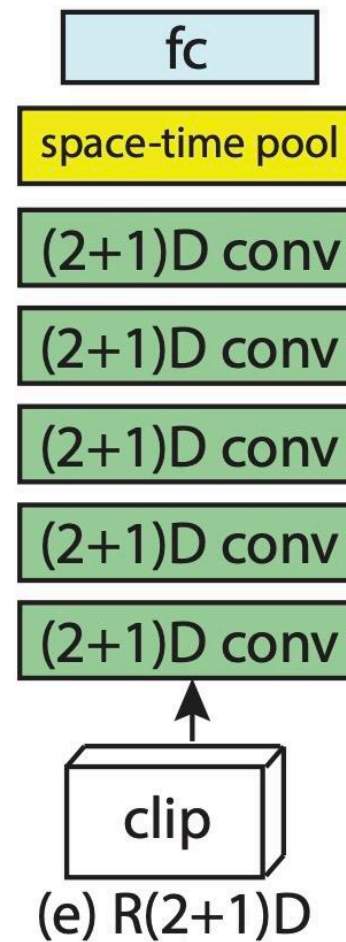 fc
space-time pool
(2+1)D conv
(2+1)D conv
(2+1)D conv
(2+1)D conv
(2+1)D conv
clip
(e) R(2+1)D